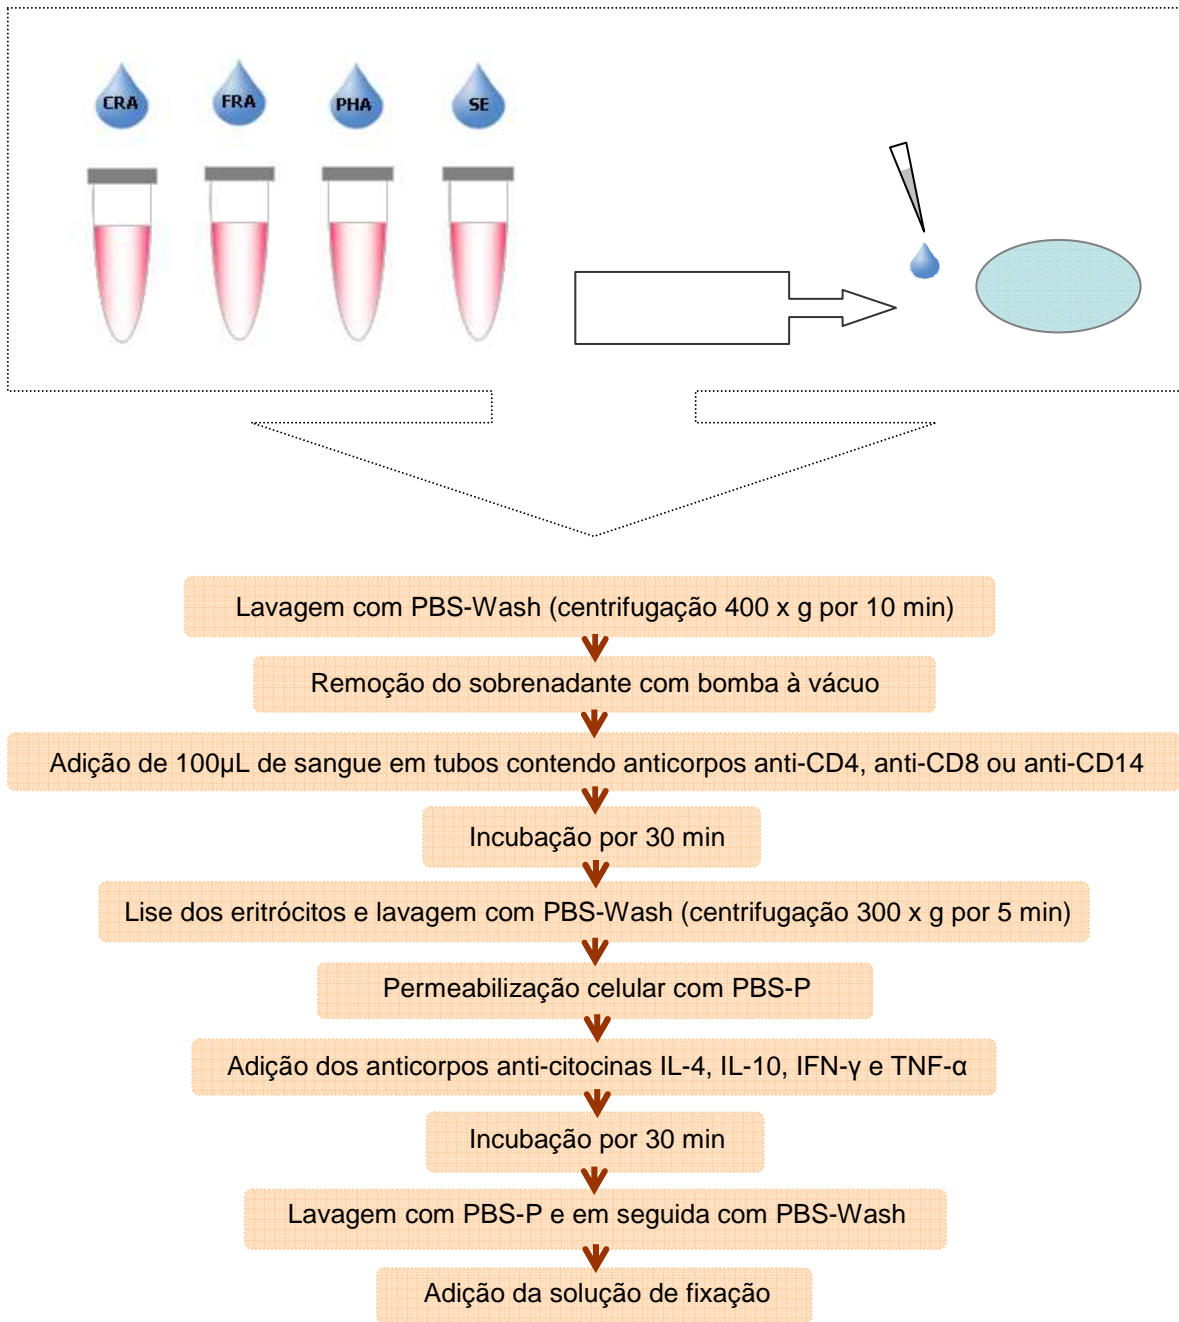 CRA
FRA
PHA
SE
Lavagem com PBS-Wash (centrifugação 400 x g por 10 min)
Remoção do sobrenadante com bomba à vácuo
Adição de 100µL de sangue em tubos contendo anticorpos anti-CD4, anti-CD8 ou anti-CD14
Incubação por 30 min
Lise dos eritrócitos e lavagem com PBS-Wash (centrifugação 300 x g por 5 min)
Permeabilização celular com PBS-P
Adição dos anticorpos anti-citocinas IL-4, IL-10, IFN-γ e TNF-α
Incubação por 30 min
Lavagem com PBS-P e em seguida com PBS-Wash
Adição da solução de fixação